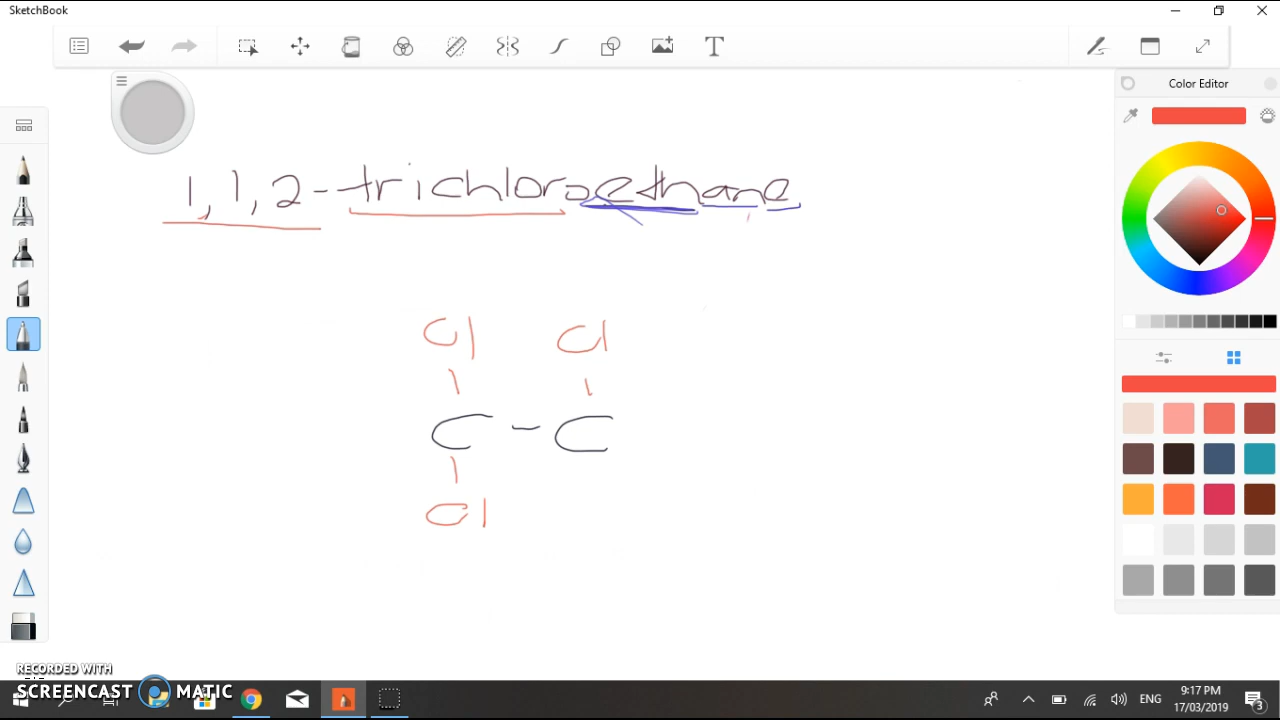 SketchBook
T
Color Editor
1,1,2-trichloroethane
Cl Cl
C - C
Cl
RECORDED WITH
SCREENCAST MATIC
ENG
9:17 PM
17/03/2019
3